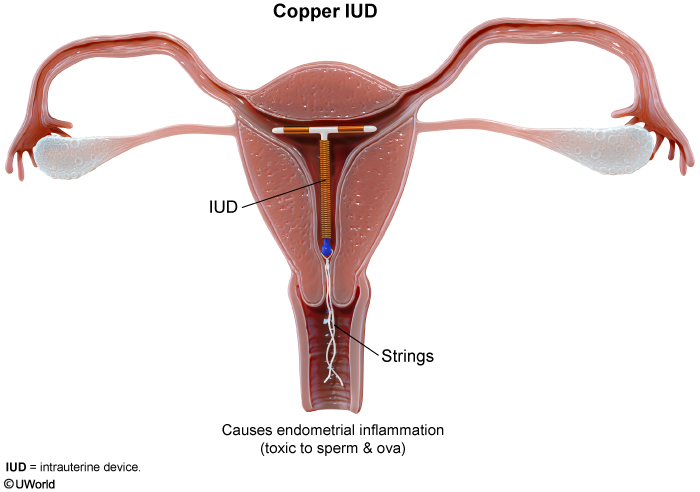 Copper IUD
IUD
Strings
Causes endometrial inflammation
(toxic to sperm & ova)
IUD = intrauterine device.
©UWorld